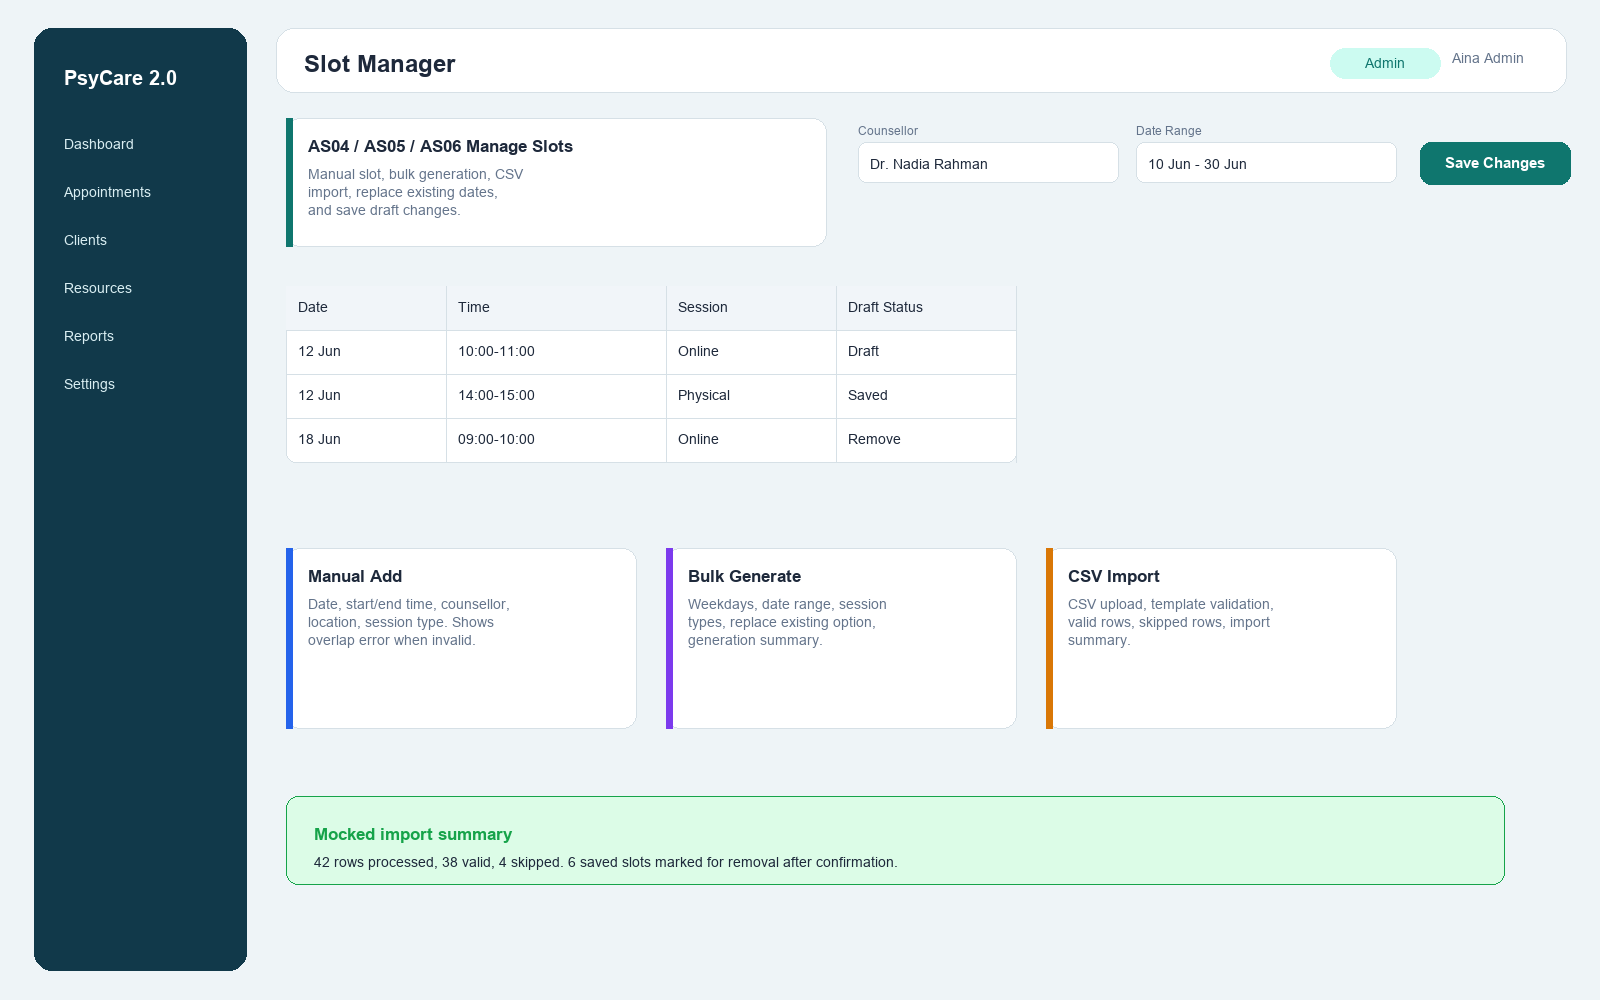 PsyCare 2.0
Dashboard
Appointments
Clients
Resources
Reports
Settings
Slot Manager
Admin
Aina Admin
AS04 / AS05 / AS06 Manage Slots
Manual slot, bulk generation, CSV
import, replace existing dates,
and save draft changes.
Counsellor
Dr. Nadia Rahman
Date Range
10 Jun - 30 Jun
Save Changes
Date Time Session Draft Status
12 Jun 10:00-11:00 Online Draft
12 Jun 14:00-15:00 Physical Saved
18 Jun 09:00-10:00 Online Remove
Manual Add
Date, start/end time, counsellor,
location, session type. Shows
overlap error when invalid.
Bulk Generate
Weekdays, date range, session
types, replace existing option,
generation summary.
CSV Import
CSV upload, template validation,
valid rows, skipped rows, import
summary.
Mocked import summary
42 rows processed, 38 valid, 4 skipped. 6 saved slots marked for removal after confirmation.